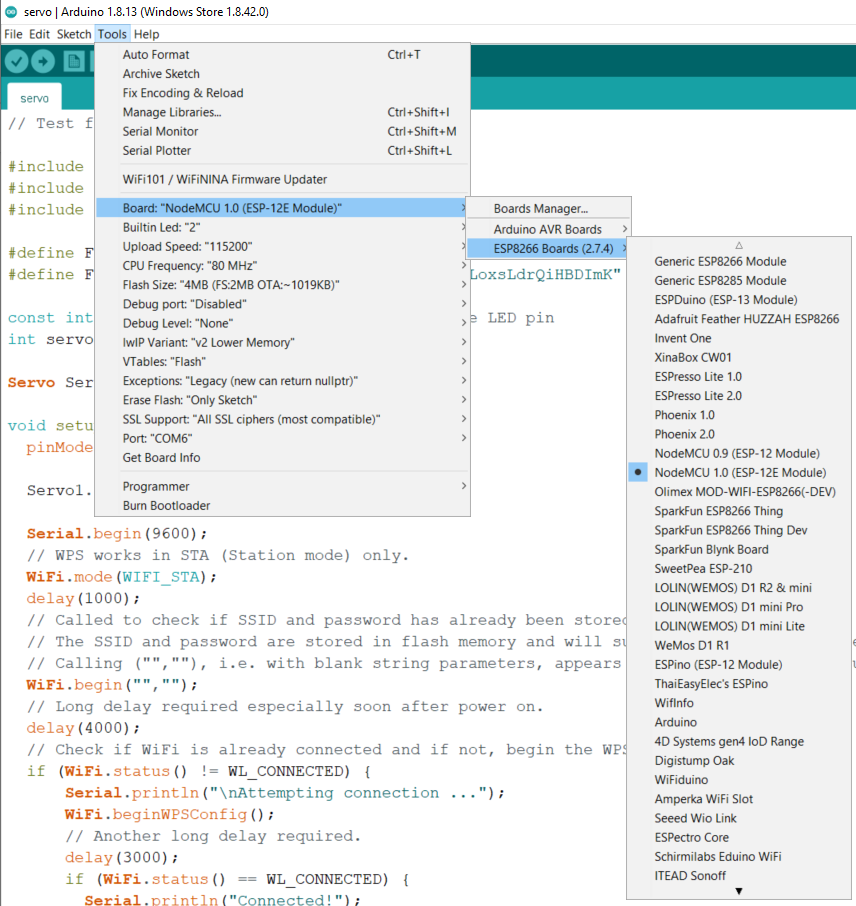 servo | Arduino 1.8.13 (Windows Store 1.8.42.0)
File Edit Sketch Tools Help
servo
Auto Format Ctrl+T
Archive Sketch
Fix Encoding & Reload
Manage Libraries... Ctrl+Shift+I
Serial Monitor Ctrl+Shift+M
Serial Plotter Ctrl+Shift+L
WiFi101 / WiFiNINA Firmware Updater
Board: "NodeMCU 1.0 (ESP-12E Module)"
Builtin Led: "2"
Upload Speed: "115200"
CPU Frequency: "80 MHz"
Flash Size: "4MB (FS:2MB OTA:~1019KB)"
Debug port: "Disabled"
Debug Level: "None"
lwIP Variant: "v2 Lower Memory"
VTables: "Flash"
Exceptions: "Legacy (new can return nullptr)"
Erase Flash: "Only Sketch"
SSL Support: "All SSL ciphers (most compatible)"
Port: "COM6"
Get Board Info
Programmer
Burn Bootloader
Boards Manager...
Arduino AVR Boards
ESP8266 Boards (2.7.4)
Generic ESP8266 Module
Generic ESP8285 Module
ESPDuino (ESP-13 Module)
Adafruit Feather HUZZAH ESP8266
Invent One
XinaBox CW01
ESPresso Lite 1.0
ESPresso Lite 2.0
Phoenix 1.0
Phoenix 2.0
NodeMCU 0.9 (ESP-12 Module)
NodeMCU 1.0 (ESP-12E Module)
Olimex MOD-WIFI-ESP8266(-DEV)
SparkFun ESP8266 Thing
SparkFun ESP8266 Thing Dev
SparkFun Blynk Board
SweetPea ESP-210
LOLIN(WEMOS) D1 R2 & mini
LOLIN(WEMOS) D1 mini Pro
LOLIN(WEMOS) D1 mini Lite
WeMos D1 R1
ESPino (ESP-12 Module)
ThaiEasyElec's ESPino
WifInfo
Arduino
4D Systems gen4 IoD Range
Digistump Oak
WiFiduino
Amperka WiFi Slot
Seeed Wio Link
ESPectro Core
Schirmilabs Eduino WiFi
ITEAD Sonoff
// Test f
#include
#include
#include
#define F
#define F LoxsLdrQiHBDImK"
const int e LED pin
int servo
Servo Ser
void setu
pinMode
Servo1.
Serial.begin(9600);
// WPS works in STA (Station mode) only.
WiFi.mode(WIFI_STA);
delay(1000);
// Called to check if SSID and password has already been stored
// The SSID and password are stored in flash memory and will su
// Calling ("",""), i.e. with blank string parameters, appears
WiFi.begin("","");
// Long delay required especially soon after power on.
delay(4000);
// Check if WiFi is already connected and if not, begin the WPS
if (WiFi.status() != WL_CONNECTED) {
Serial.println("\nAttempting connection ...");
WiFi.beginWPSConfig();
// Another long delay required.
delay(3000);
if (WiFi.status() == WL_CONNECTED) {
Serial.println("Connected!");